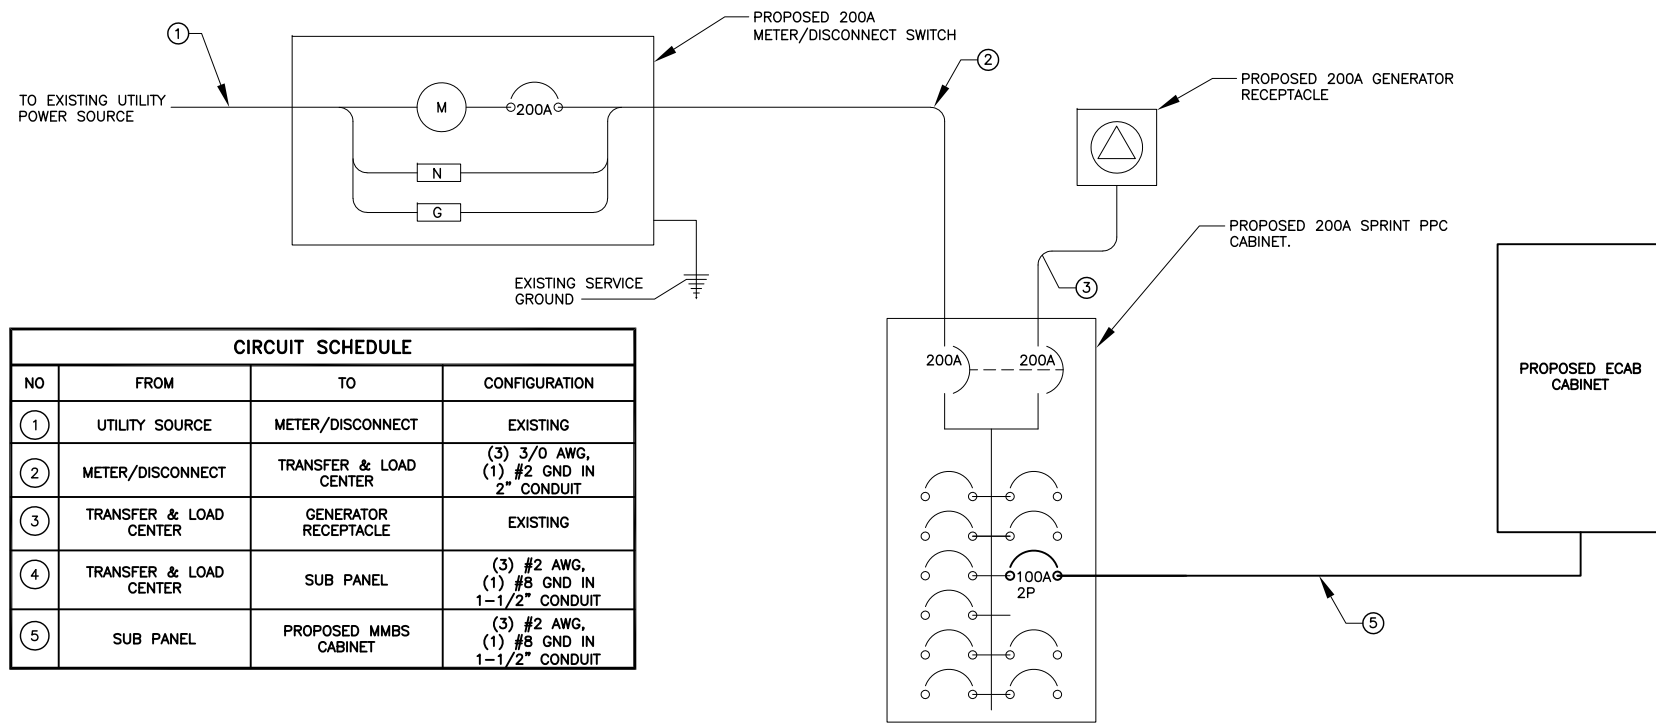 1
PROPOSED 200A
METER/DISCONNECT SWITCH
2
TO EXISTING UTILITY
POWER SOURCE
M
200A
N
G
PROPOSED 200A GENERATOR
RECEPTACLE
EXISTING SERVICE
GROUND
3
PROPOSED 200A SPRINT PPC
CABINET.
200A
200A
100A
2P
PROPOSED ECAB
CABINET
5
CIRCUIT SCHEDULE
NO FROM TO CONFIGURATION
1 UTILITY SOURCE METER/DISCONNECT EXISTING
2 METER/DISCONNECT
TRANSFER & LOAD
CENTER
(3) 3/0 AWG,
(1) #2 GND IN
2" CONDUIT
3
TRANSFER & LOAD
CENTER
GENERATOR
RECEPTACLE
EXISTING
4
TRANSFER & LOAD
CENTER
SUB PANEL
(3) #2 AWG,
(1) #8 GND IN
1-1/2" CONDUIT
5
SUB PANEL
PROPOSED MMBS
CABINET
(3) #2 AWG,
(1) #8 GND IN
1-1/2" CONDUIT